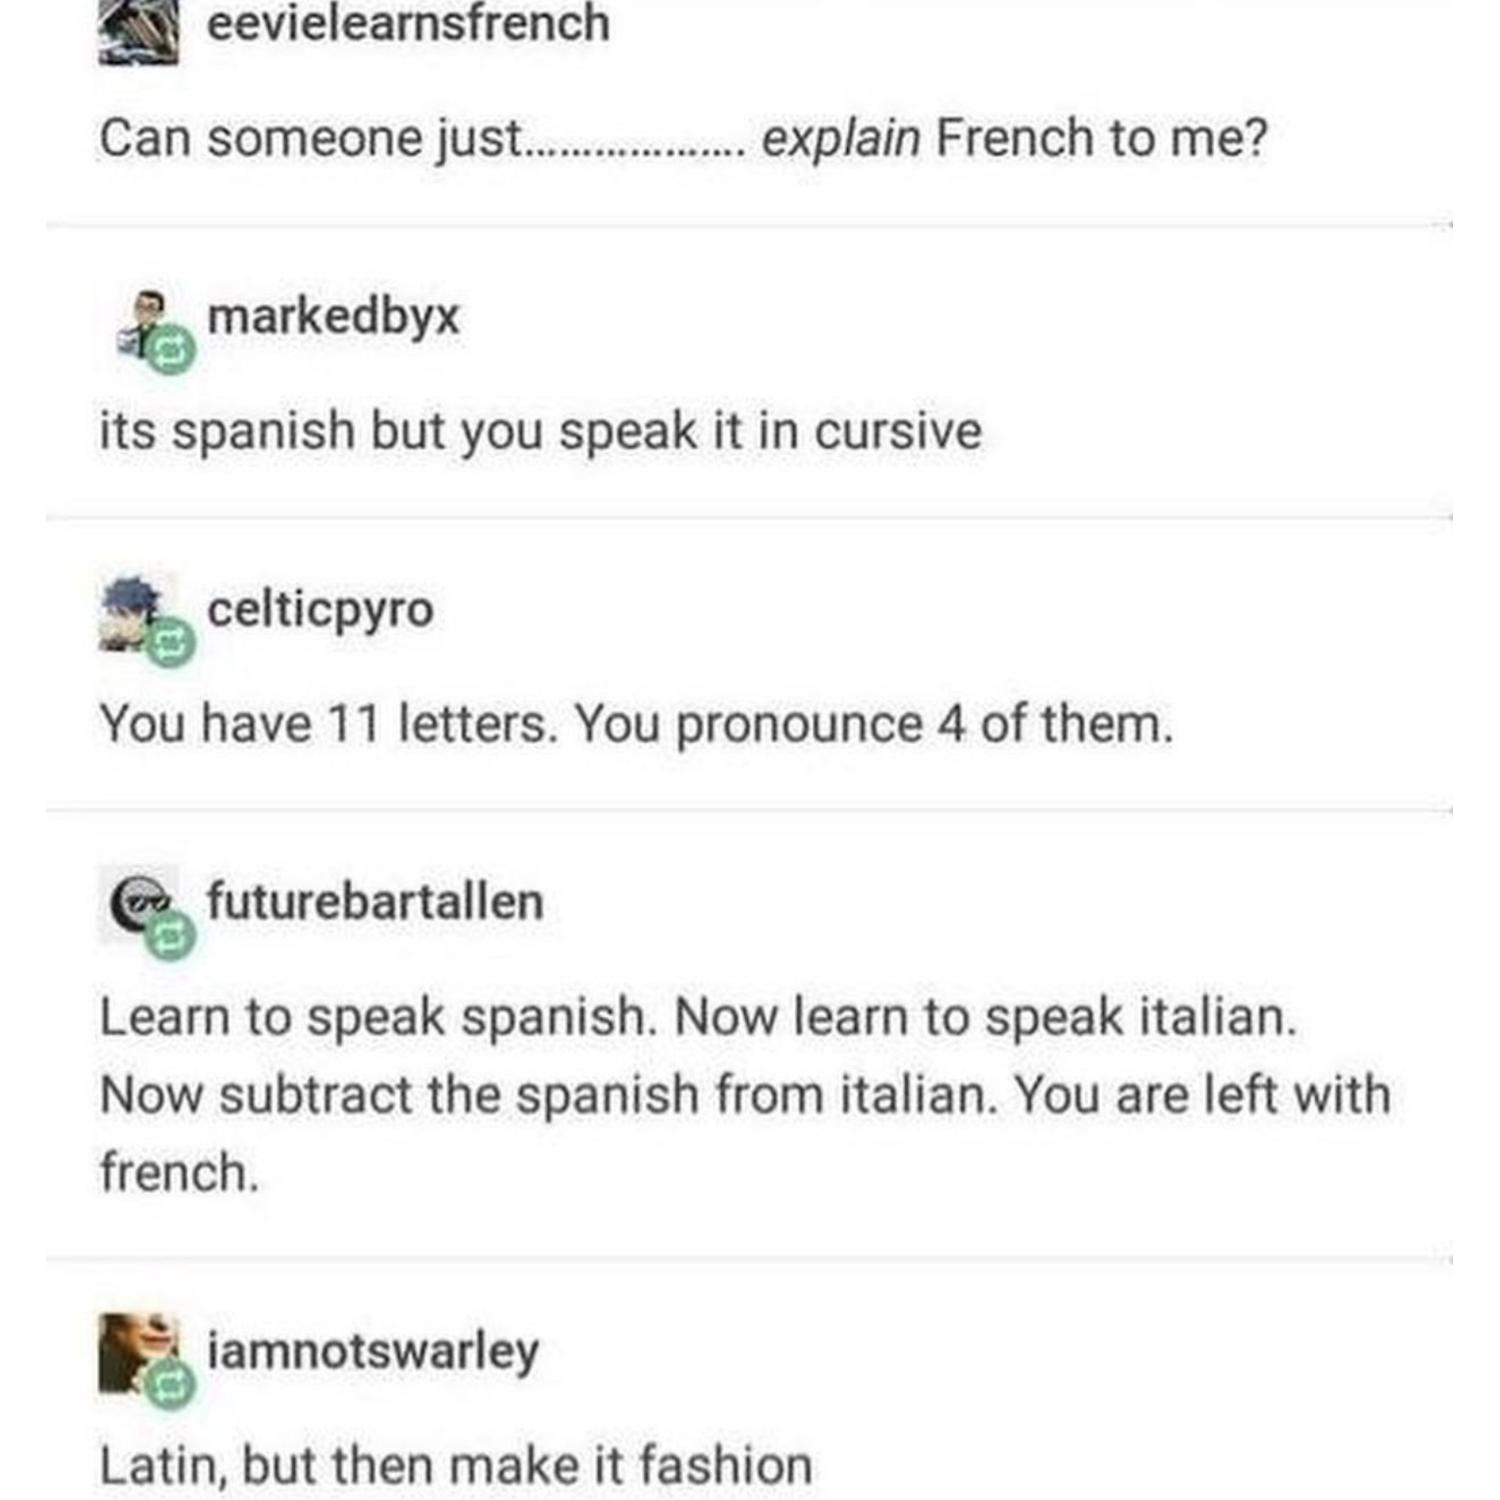 eevielearnsfrench
Can someone just................... explain French to me?
markedbyx
its spanish but you speak it in cursive
celticpyro
You have 11 letters. You pronounce 4 of them.
futurebartallen
Learn to speak spanish. Now learn to speak italian.
Now subtract the spanish from italian. You are left with
french.
iamnotswarley
Latin, but then make it fashion